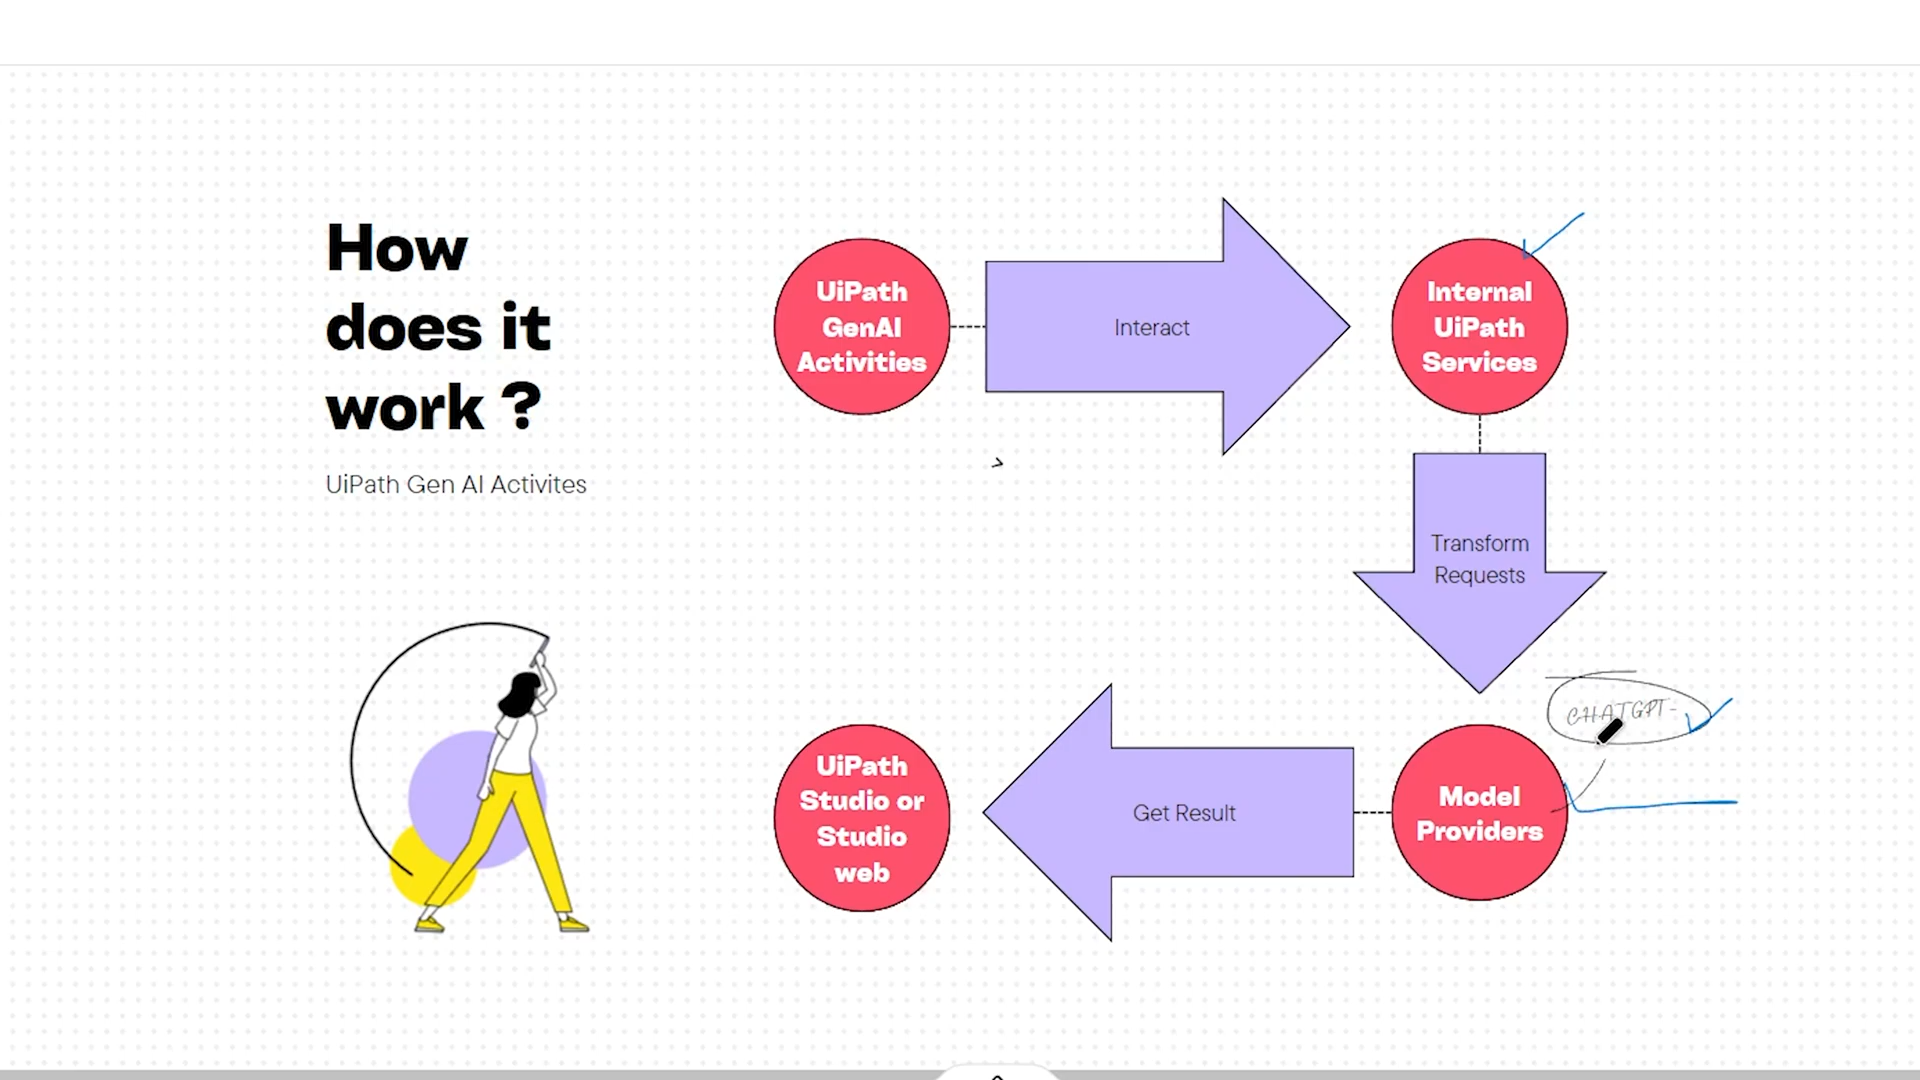 How
does it
work ?
UiPath Gen AI Activites
UiPath
GenAI
Activities
Interact
Internal
UiPath
Services
Transform
Requests
CHATGPT-
Model
Providers
Get Result
UiPath
Studio or
Studio
web